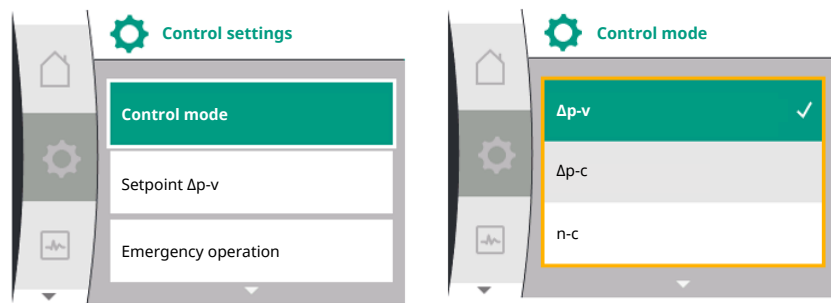 Control settings
Control mode
Setpoint Δp-v
Emergency operation
Control mode
Δp-v
Δp-c
n-c